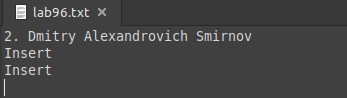 lab96.txt
2. Dmitry Alexandrovich Smirnov
Insert
Insert